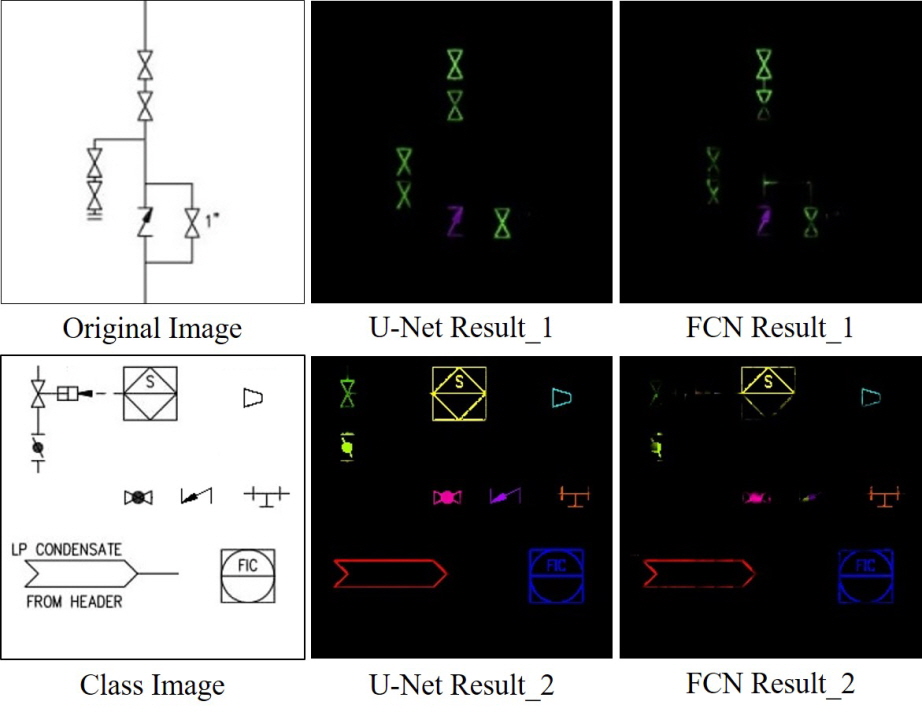 1"
Original Image
U-Net Result_1
FCN Result_1
S
S
S
LP CONDENSATE
FIC
FIC
FIC
FROM HEADER
Class Image
U-Net Result_2
FCN Result_2